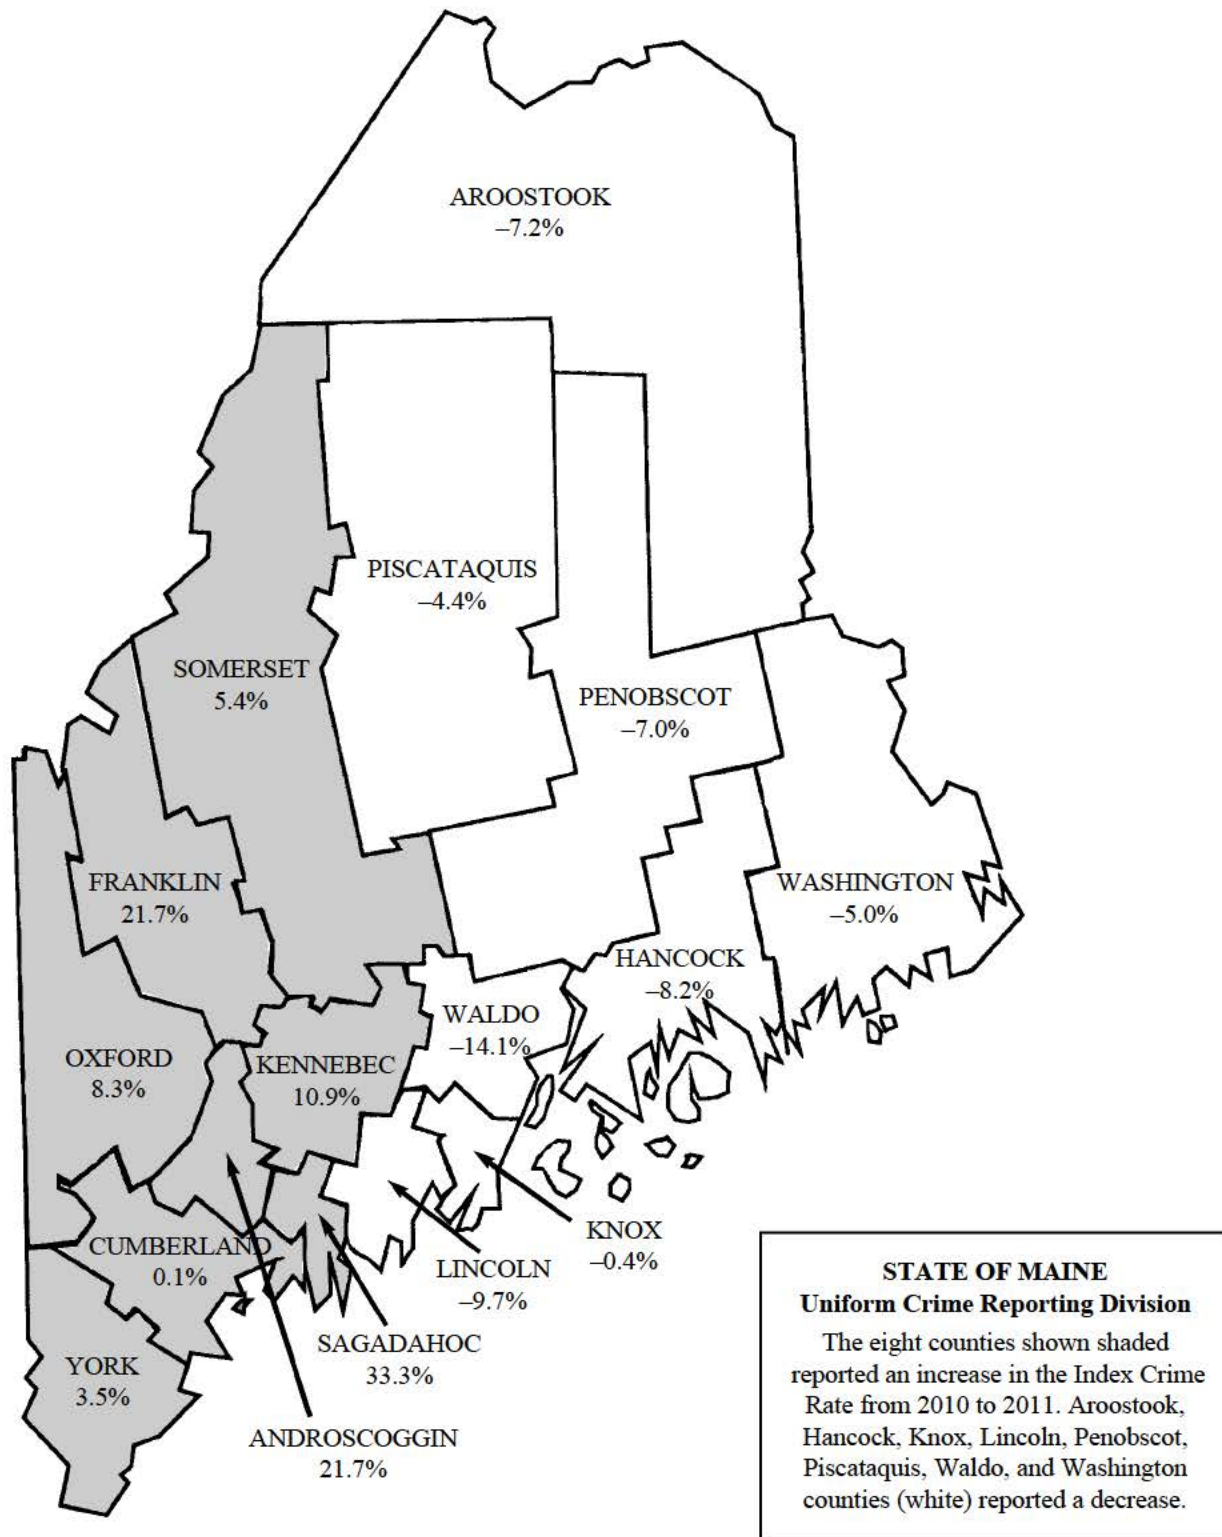 AROOSTOOK
–7.2%
PISCATAQUIS
–4.4%
SOMERSET
5.4%
PENOBSCOT
–7.0%
FRANKLIN
21.7%
WASHINGTON
–5.0%
HANCOCK
–8.2%
WALDO
–14.1%
OXFORD
8.3%
KENNEBEC
10.9%
KNOX
–0.4%
CUMBERLAND
0.1%
LINCOLN
–9.7%
SAGADAHOC
33.3%
YORK
3.5%
ANDROSCOGGIN
21.7%
STATE OF MAINE
Uniform Crime Reporting Division
The eight counties shown shaded
reported an increase in the Index Crime
Rate from 2010 to 2011. Aroostook,
Hancock, Knox, Lincoln, Penobscot,
Piscataquis, Waldo, and Washington
counties (white) reported a decrease.